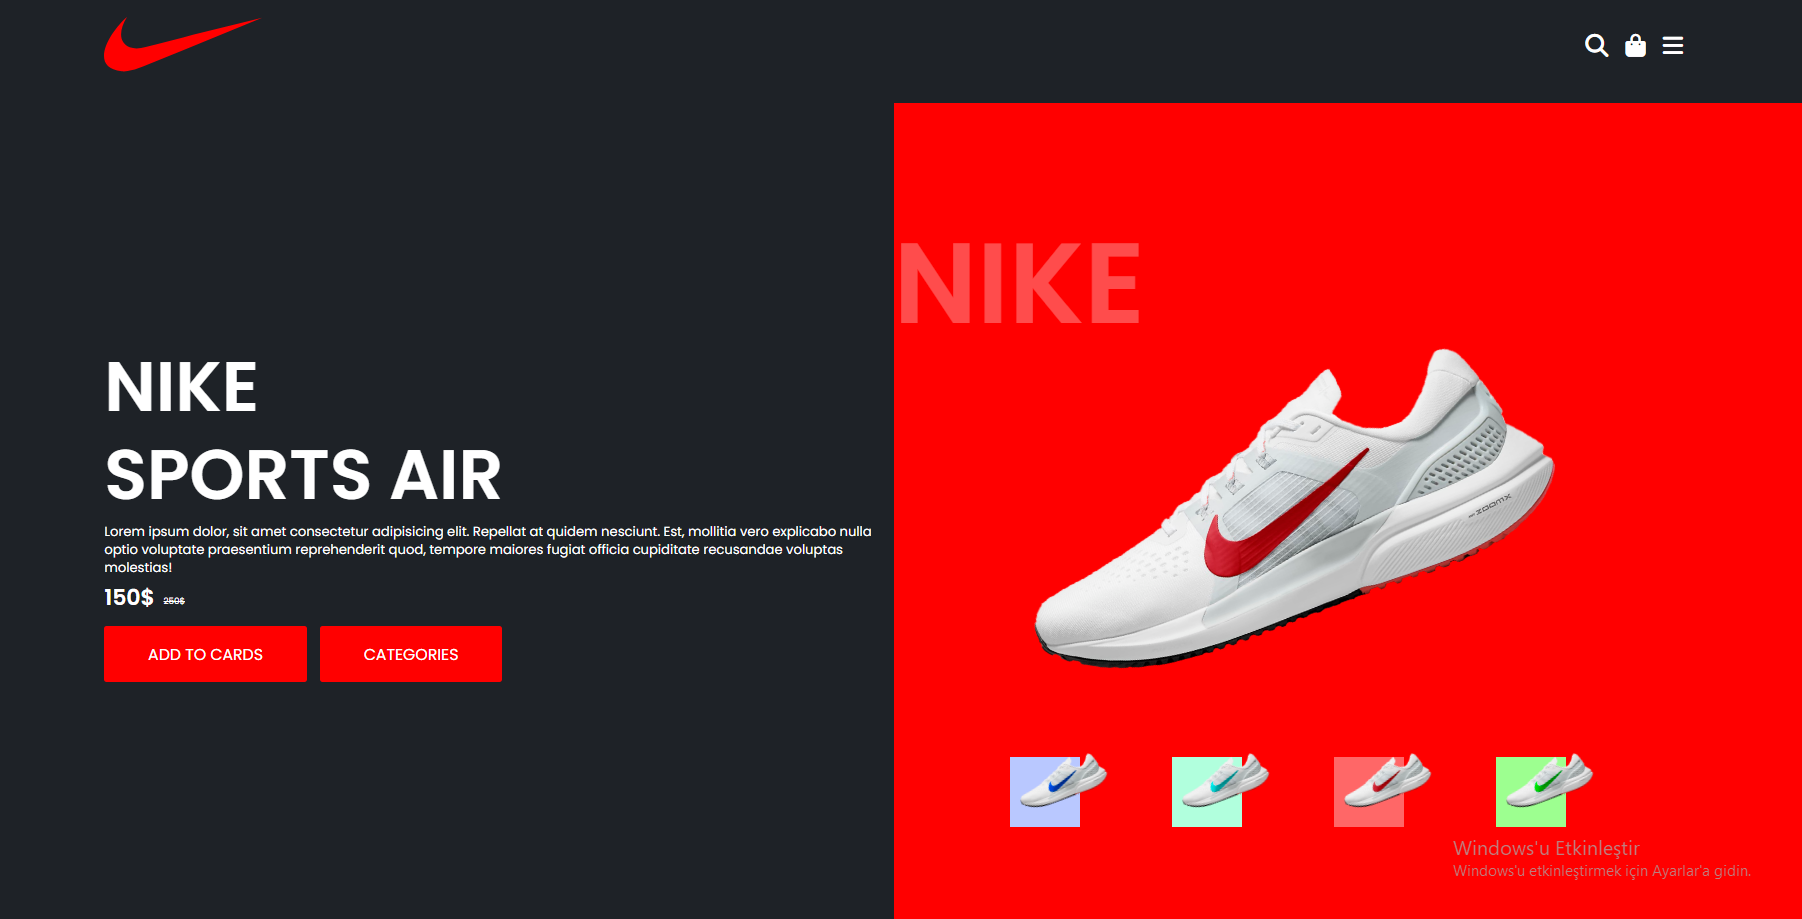 NIKE
NIKE
SPORTS AIR
Lorem ipsum dolor, sit amet consectetur adipisicing elit. Repellat at quidem nesciunt. Est, mollitia vero explicabo nulla
optio voluptate praesentium reprehenderit quod, tempore maiores fugiat officia cupiditate recusandae voluptas
molestias!
150$ 250$
ADD TO CARDS
CATEGORIES
ZOOMX
Windows'u Etkinleştir
Windows'u etkinleştirmek için Ayarlar'a gidin.